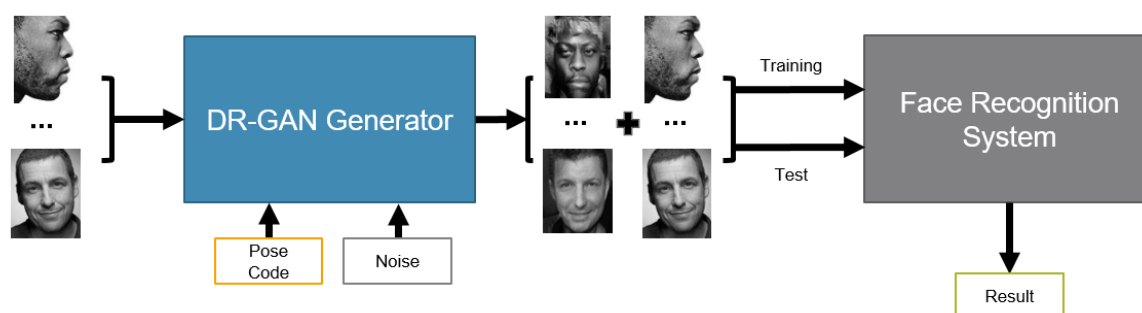 ...
DR-GAN Generator
Pose
Code
Noise
...
...
Training
Test
Face Recognition
System
Result